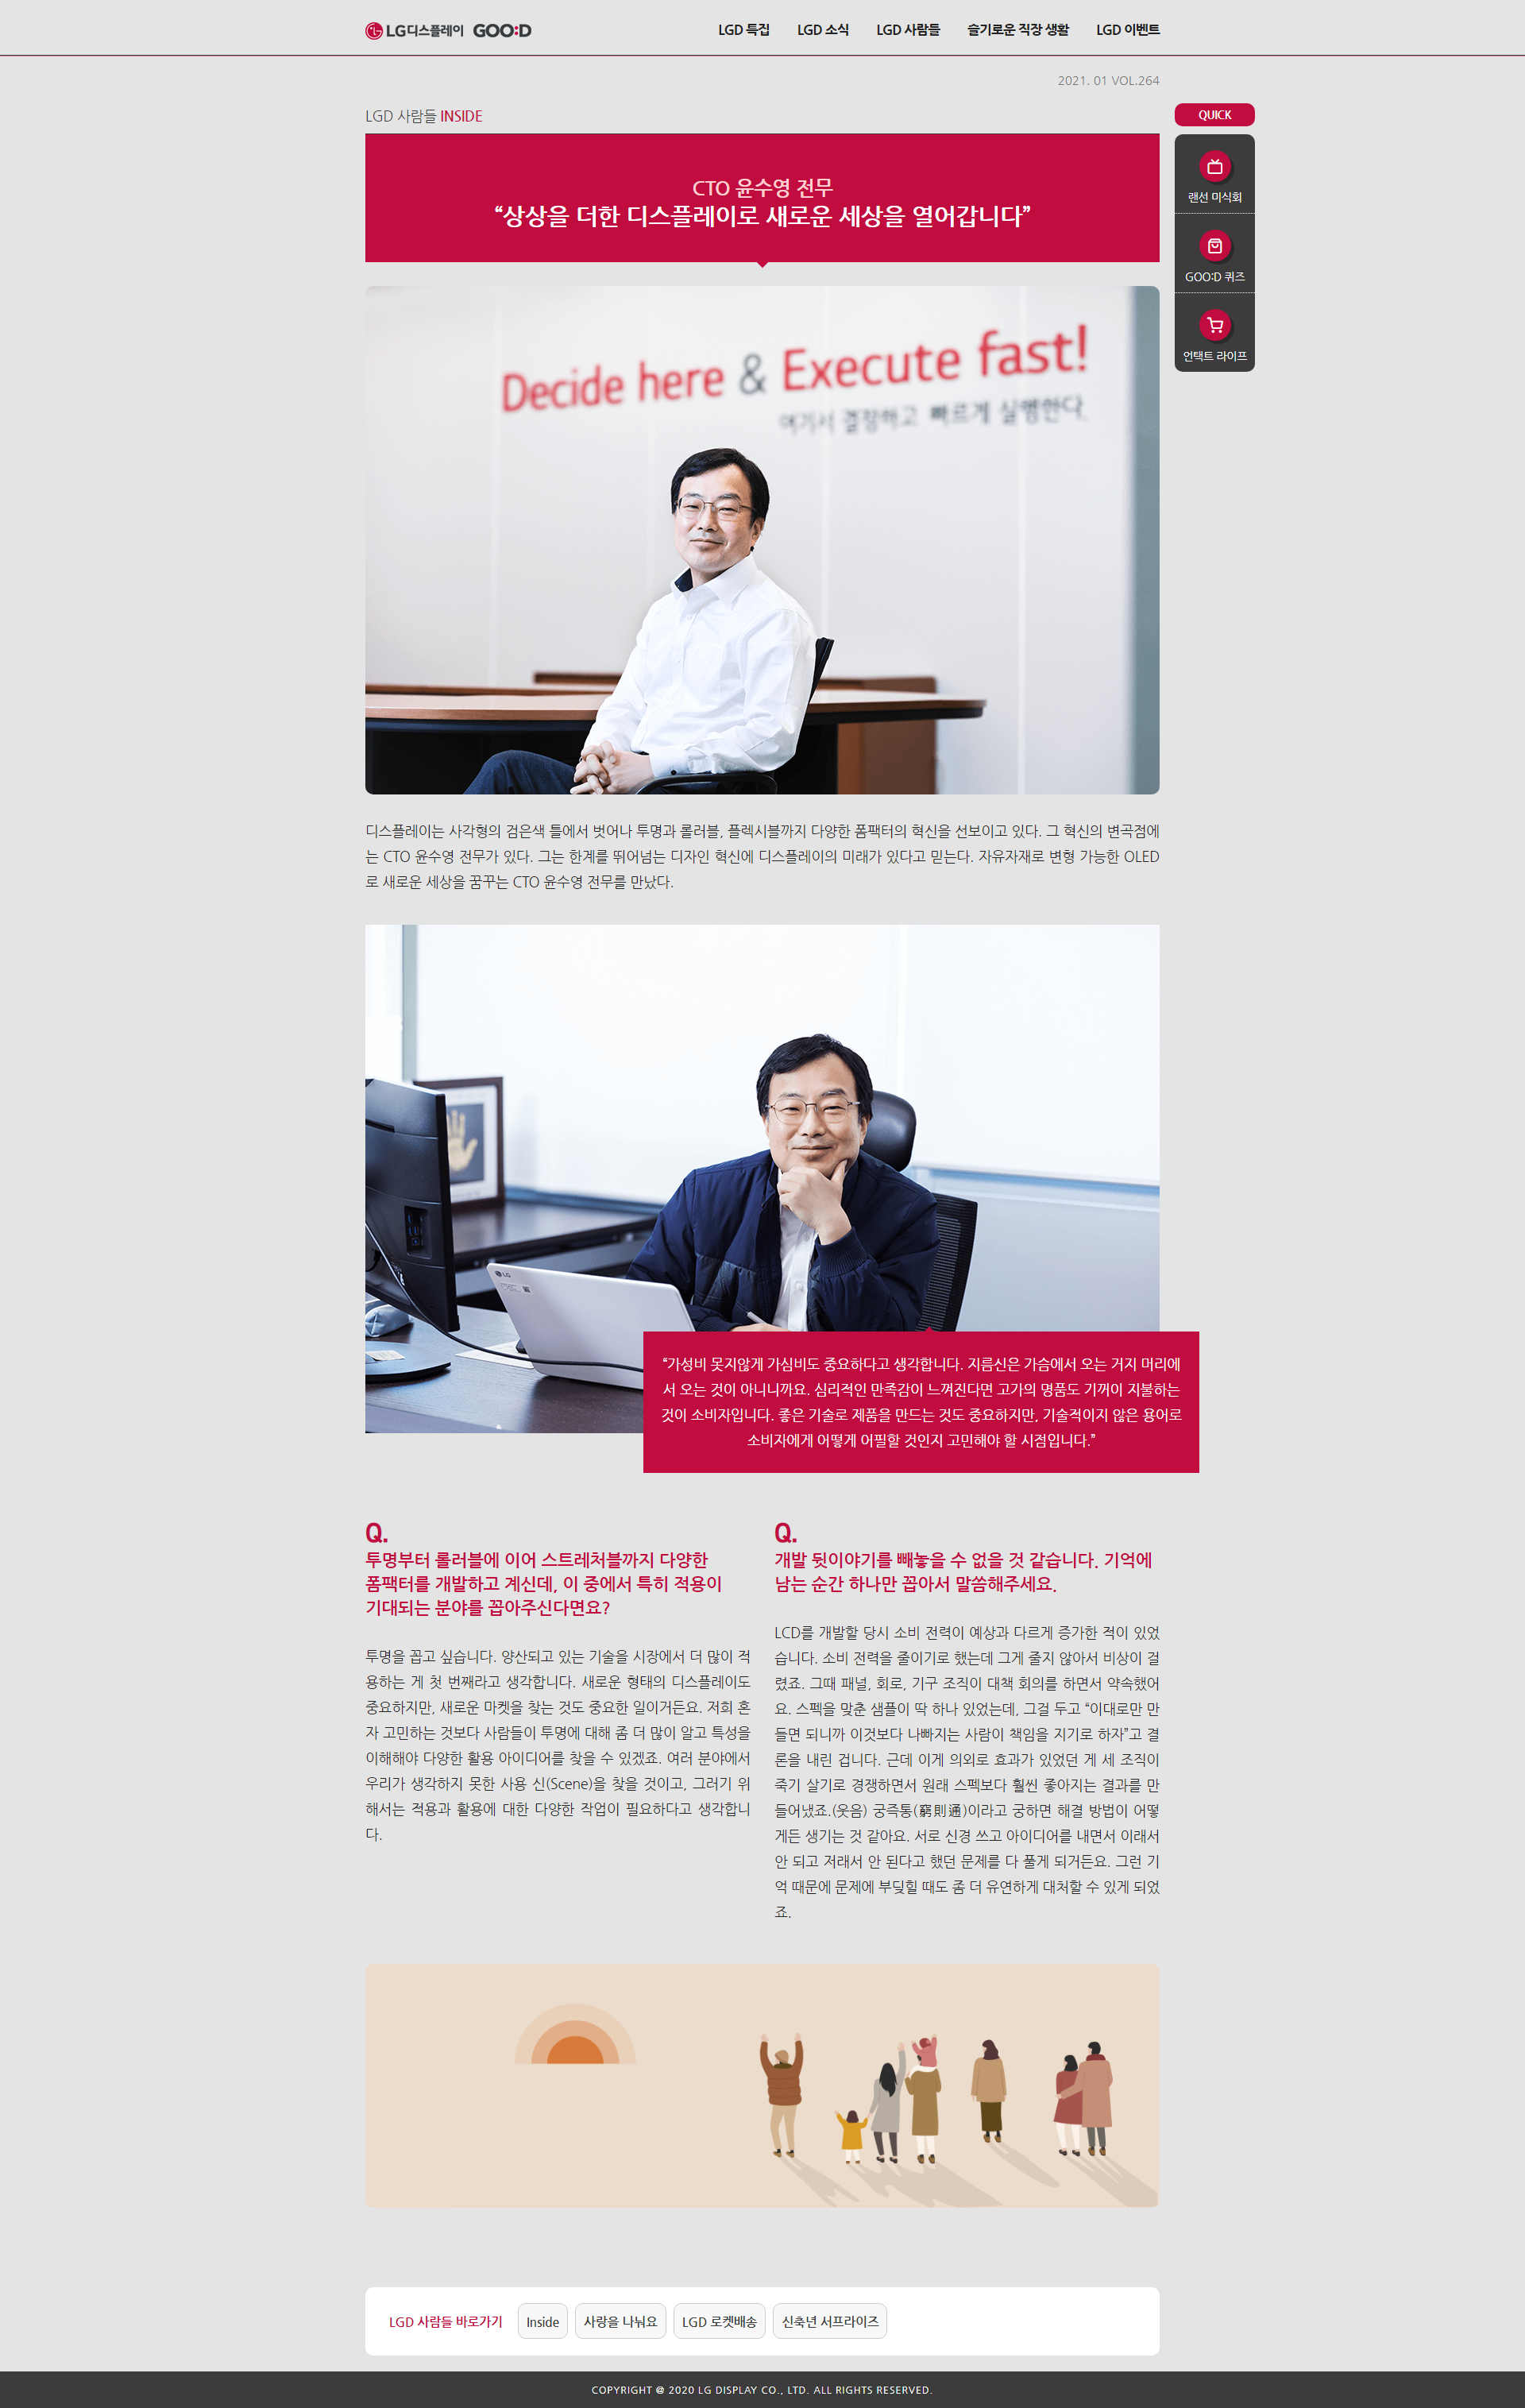 LG디스플레이 GOO:D
LGD 특집 LGD 소식 LGD 사람들 슬기로운 직장 생활 LGD 이벤트
2021. 01 VOL.264
LGD 사람들 INSIDE
QUICK
랜선 미식회
GOO:D 퀴즈
언택트 라이프
CTO 윤수영 전무
“상상을 더한 디스플레이로 새로운 세상을 열어갑니다”
Decide here & Execute fast!
여기서 결정하고 빠르게 실행한다.
디스플레이는 사각형의 검은색 틀에서 벗어나 투명과 롤러블, 플렉시블까지 다양한 폼팩터의 혁신을 선보이고 있다. 그 혁신의 변곡점에
는 CTO 윤수영 전무가 있다. 그는 한계를 뛰어넘는 디자인 혁신에 디스플레이의 미래가 있다고 믿는다. 자유자재로 변형 가능한 OLED
로 새로운 세상을 꿈꾸는 CTO 윤수영 전무를 만났다.
LG
“가성비 못지않게 가심비도 중요하다고 생각합니다. 지름신은 가슴에서 오는 거지 머리에
서 오는 것이 아니니까요. 심리적인 만족감이 느껴진다면 고가의 명품도 기꺼이 지불하는
것이 소비자입니다. 좋은 기술로 제품을 만드는 것도 중요하지만, 기술적이지 않은 용어로
소비자에게 어떻게 어필할 것인지 고민해야 할 시점입니다.”
Q.
투명부터 롤러블에 이어 스트레처블까지 다양한
폼팩터를 개발하고 계신데, 이 중에서 특히 적용이
기대되는 분야를 꼽아주신다면요?
투명을 꼽고 싶습니다. 양산되고 있는 기술을 시장에서 더 많이 적
용하는 게 첫 번째라고 생각합니다. 새로운 형태의 디스플레이도
중요하지만, 새로운 마켓을 찾는 것도 중요한 일이거든요. 저희 혼
자 고민하는 것보다 사람들이 투명에 대해 좀 더 많이 알고 특성을
이해해야 다양한 활용 아이디어를 찾을 수 있겠죠. 여러 분야에서
우리가 생각하지 못한 사용 신(Scene)을 찾을 것이고, 그러기 위
해서는 적용과 활용에 대한 다양한 작업이 필요하다고 생각합니
다.
Q.
개발 뒷이야기를 빼놓을 수 없을 것 같습니다. 기억에
남는 순간 하나만 꼽아서 말씀해주세요.
LCD를 개발할 당시 소비 전력이 예상과 다르게 증가한 적이 있었
습니다. 소비 전력을 줄이기로 했는데 그게 줄지 않아서 비상이 걸
렸죠. 그때 패널, 회로, 기구 조직이 대책 회의를 하면서 약속했어
요. 스펙을 맞춘 샘플이 딱 하나 있었는데, 그걸 두고 “이대로만 만
들면 되니까 이것보다 나빠지는 사람이 책임을 지기로 하자”고 결
론을 내린 겁니다. 근데 이게 의외로 효과가 있었던 게 세 조직이
죽기 살기로 경쟁하면서 원래 스펙보다 훨씬 좋아지는 결과를 만
들어냈죠.(웃음) 궁즉통(窮則通)이라고 궁하면 해결 방법이 어떻
게든 생기는 것 같아요. 서로 신경 쓰고 아이디어를 내면서 이래서
안 되고 저래서 안 된다고 했던 문제를 다 풀게 되거든요. 그런 기
억 때문에 문제에 부딪힐 때도 좀 더 유연하게 대처할 수 있게 되었
죠.
LGD 사람들 바로가기 Inside 사랑을 나눠요 LGD 로켓배송 신축년 서프라이즈
COPYRIGHT @ 2020 LG DISPLAY CO., LTD. ALL RIGHTS RESERVED.